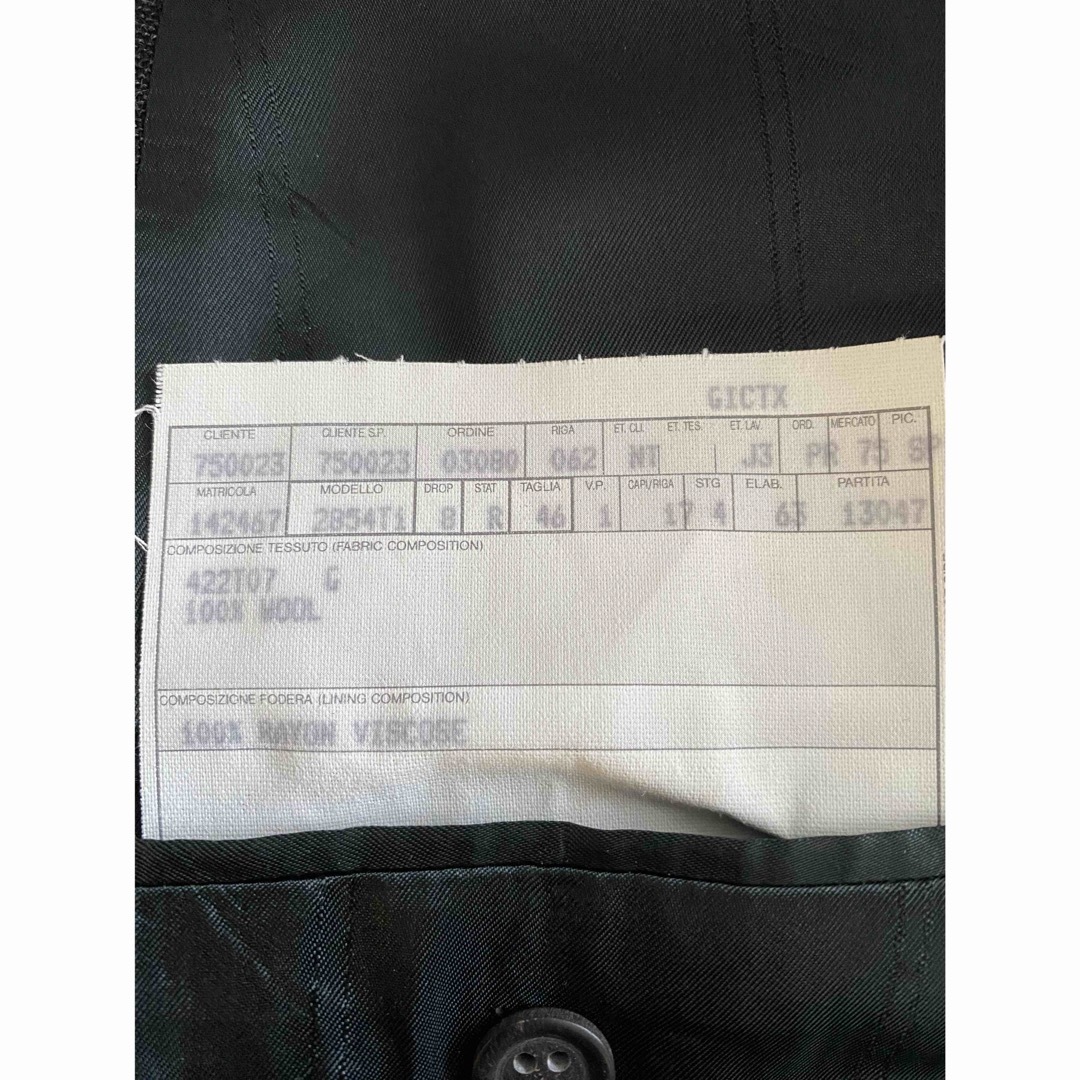 GICTX
CLIENTE CLIENTE S.P. ORDINE RIGA ET. CLI. ET. TES. ET. LAV. ORD. MERCATO PIC.
750023 750023 03080 062 NT J3 PR 75 SP
MATRICOLA MODELLO DROP STAT TAGLIA V.P. CAPI/RIGA STG ELAB. PARTITA
142467 2854T1 8 R 46 1 17 4 63 13047
COMPOSIZIONE TESSUTO (FABRIC COMPOSITION)
422T07 G
100% WOOL
COMPOSIZIONE FODERA (LINING COMPOSITION)
100% RAYON VISCOSE